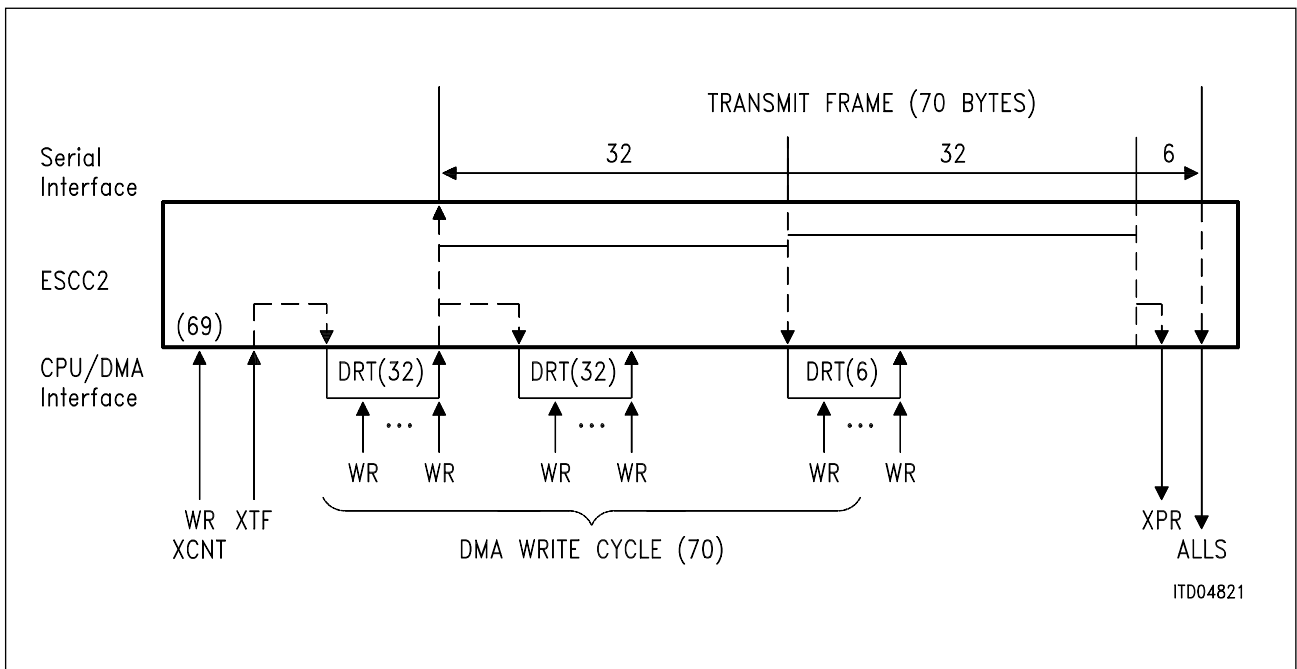 TRANSMIT FRAME (70 BYTES)
Serial
Interface
32
32
6
ESCC2
(69)
CPU/DMA
Interface
DRT(32)
DRT(32)
DRT(6)
...
...
...
WR
WR
WR
WR
WR
WR
WR
XCNT
XTF
DMA WRITE CYCLE (70)
XPR
ALLS
ITD04821